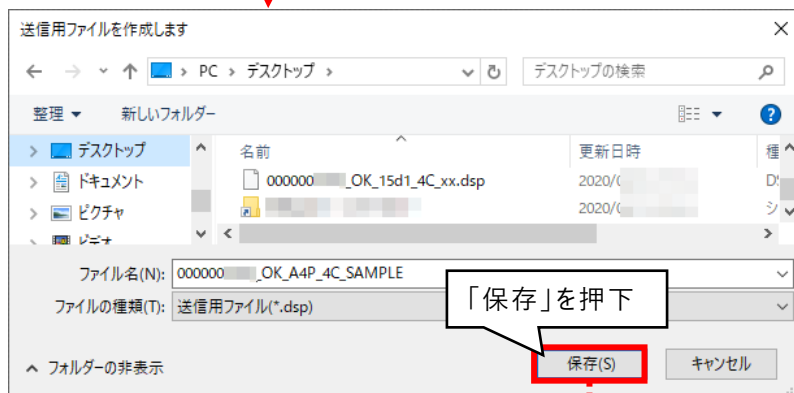 送信用ファイルを作成します
PC デスクトップ
デスクトップの検索
整理 新しいフォルダー
デスクトップ
ドキュメント
ピクチャ
ビデオ
名前 更新日時 種
000000 _OK_15d1_4C_xx.dsp 2020/0 D
2020/( シ
ファイル名(N): 000000 _OK_A4P_4C_SAMPLE
ファイルの種類(T): 送信用ファイル(*.dsp)
「保存」を押下
フォルダーの非表示
保存(S) キャンセル